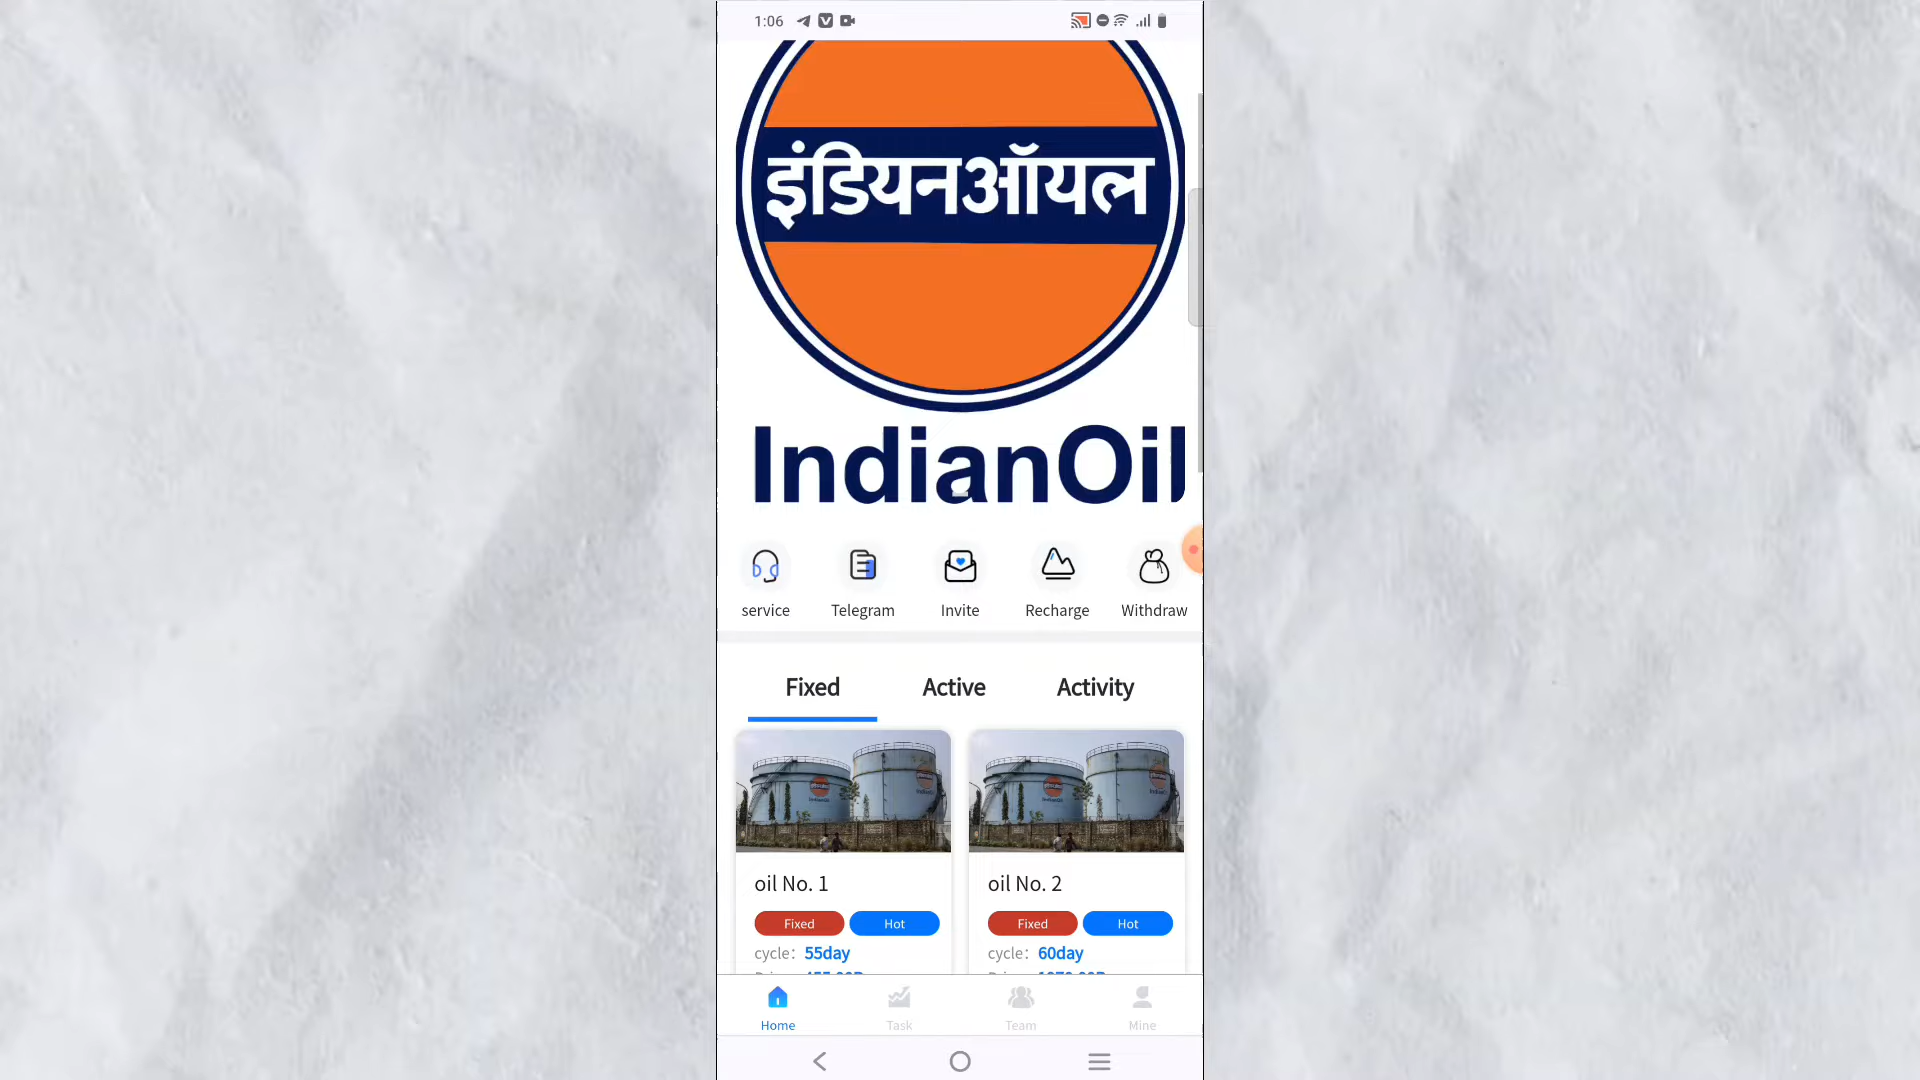 1:06
इंडियनऑयल
IndianOil
service
Telegram
Invite
Recharge
Withdraw
Fixed
Active
Activity
oil No. 1
oil No. 2
Fixed
Hot
Fixed
Hot
cycle: 55day
cycle: 60day
Home
Task
Team
Mine